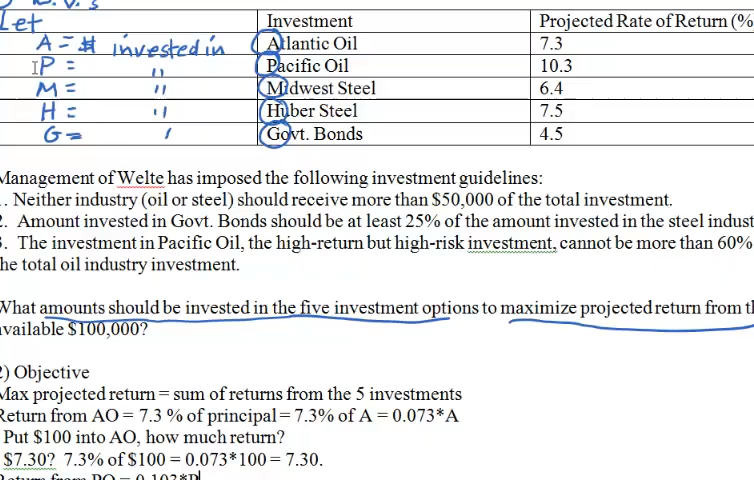 Let
Investment Projected Rate of Return (%
A = $ invested in Atlantic Oil 7.3
P = " Pacific Oil 10.3
M = " Midwest Steel 6.4
H = " Huber Steel 7.5
G = " Govt. Bonds 4.5
Management of Welte has imposed the following investment guidelines:
. Neither industry (oil or steel) should receive more than $50,000 of the total investment.
2. Amount invested in Govt. Bonds should be at least 25% of the amount invested in the steel indust
3. The investment in Pacific Oil, the high-return but high-risk investment, cannot be more than 60%
he total oil industry investment.
What amounts should be invested in the five investment options to maximize projected return from th
available $100,000?
2) Objective
Max projected return = sum of returns from the 5 investments
Return from AO = 7.3 % of principal = 7.3% of A = 0.073*A
Put $100 into AO, how much return?
$7.30? 7.3% of $100 = 0.073*100 = 7.30.
Return from PO = 0.103*P